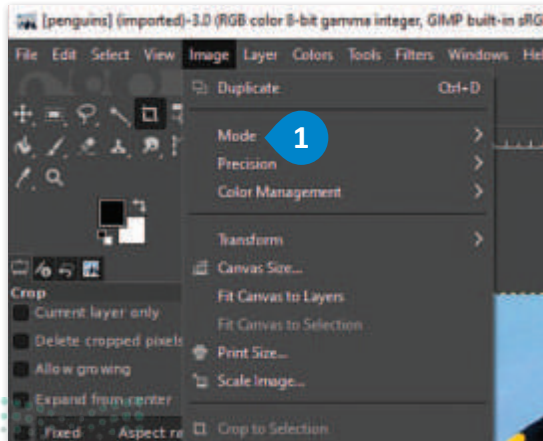 [penguins] (imported)-3.0 (RGB color 8-bit gamma integer, GIMP built-in sRG
File Edit Select View Image Layer Colors Tools Filters Windows Hel
Duplicate Ctrl+D
Mode 1
Precision
Color Management
Transform
Canvas Size...
Fit Canvas to Layers
Fit Canvas to Selection
Print Size...
Scale Image...
Crop to Selection
Crop
Current layer only
Delete cropped pixels
Allow growing
Expand from center
Fixed Aspect ra